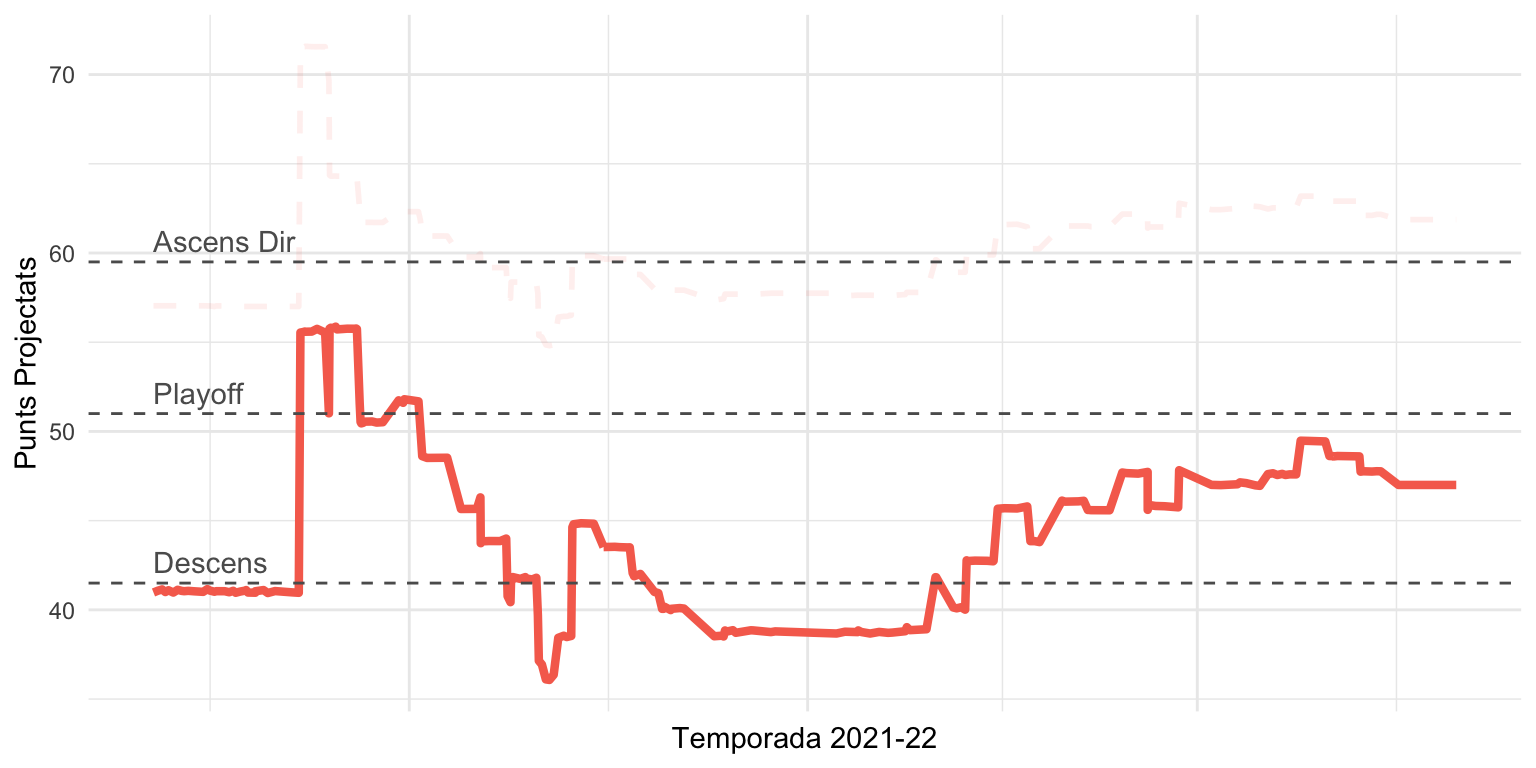 70
Ascens Dir
60
Playoff
50
Descens
40
Punts Projectats
Temporada 2021-22